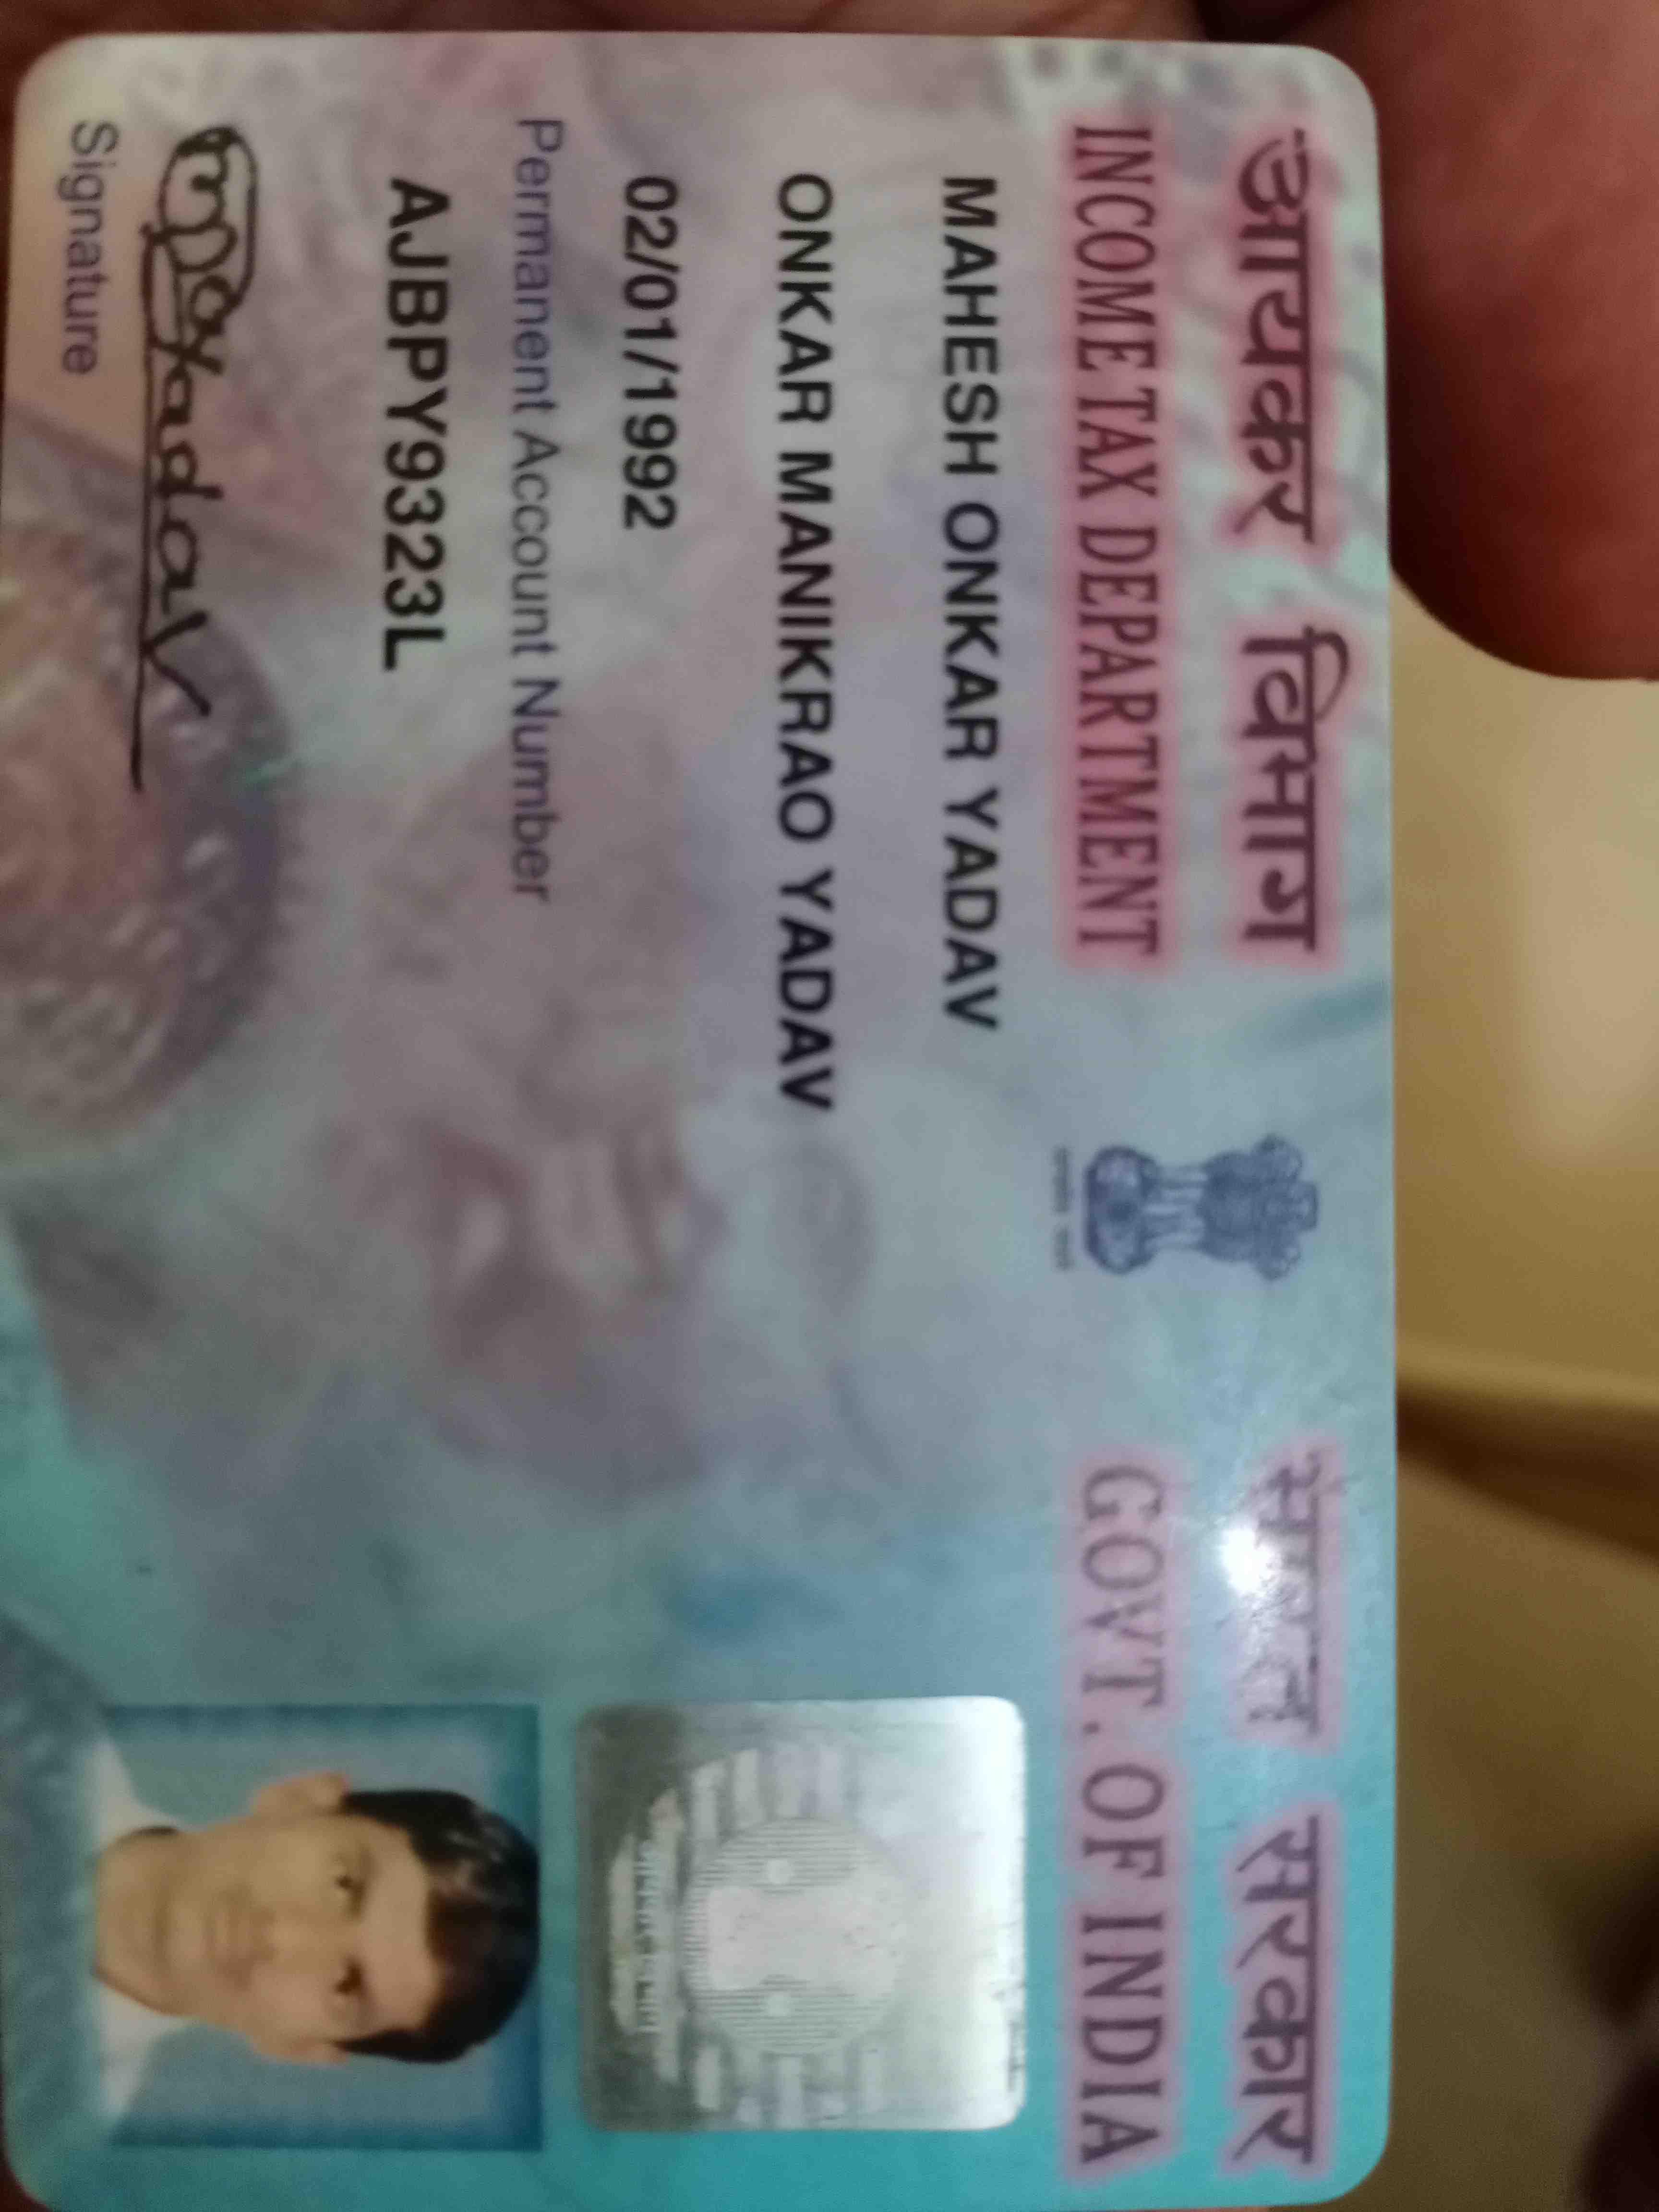 आयकर विभाग
INCOME TAX DEPARTMENT
भारत सरकार
GOVT. OF INDIA
MAHESH ONKAR YADAV
ONKAR MANIKRAO YADAV
02/01/1992
Permanent Account Number
AJBPY9323L
Signature